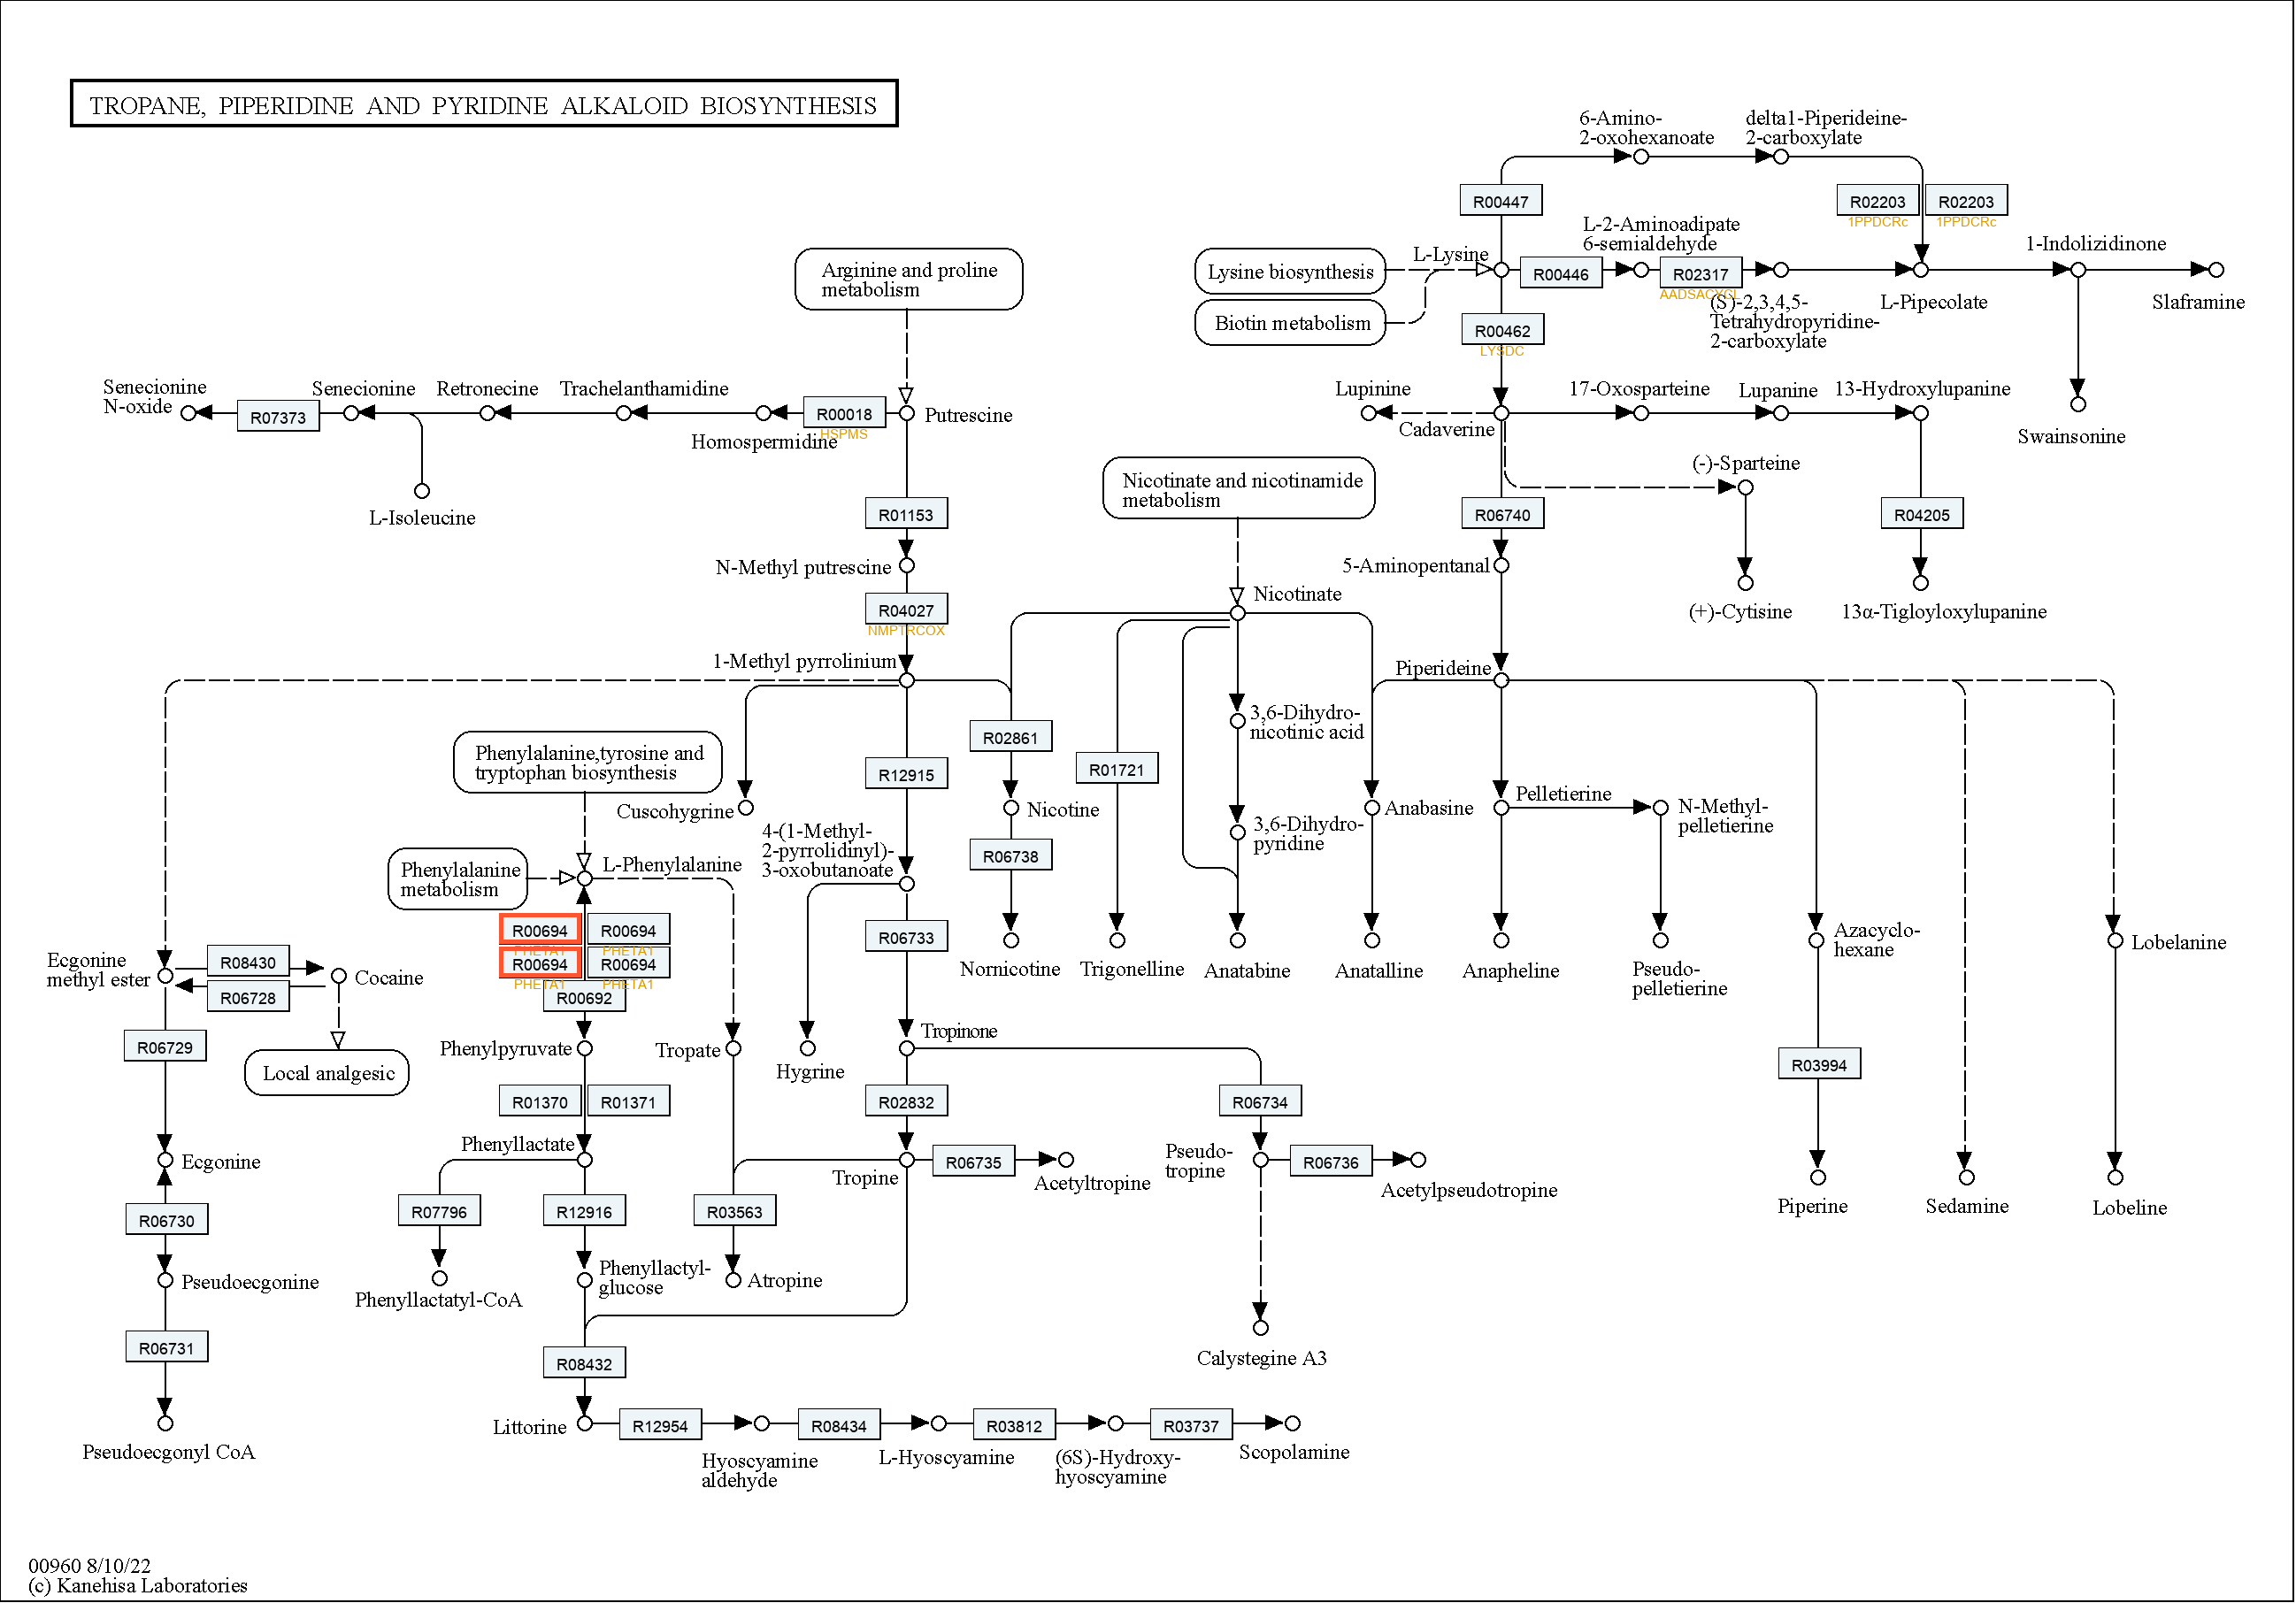 TROPANE, PIPERIDINE AND PYRIDINE ALKALOID BIOSYNTHESIS
6-Amino-
2-oxohexanoate
delta1-Piperideine-
2-carboxylate
R00447
R02203
R02203
1PPDCRc
1PPDCRc
L-2-Aminoadipate
6-semialdehyde
1-Indolizidinone
Arginine and proline
metabolism
Lysine biosynthesis
L-Lysine
R00446
R02317
AADSACYCL
(S)-2,3,4,5-
Tetrahydropyridine-
2-carboxylate
L-Pipecolate
Slaframine
Biotin metabolism
R00462
LYSDC
Senecionine
N-oxide
R07373
Senecionine
Retronecine
Trachelanthamidine
R00018
HSPMS
Homospermidine
Putrescine
Lupinine
Cadaverine
17-Oxosparteine
Lupanine
13-Hydroxylupanine
Swainsonine
L-Isoleucine
Nicotinate and nicotinamide
metabolism
(-)-Sparteine
R01153
R06740
R04205
N-Methyl putrescine
5-Aminopentanal
R04027
NMPTRCOX
Nicotinate
(+)-Cytisine
13α-Tigloyloxylupanine
1-Methyl pyrrolinium
Piperideine
Phenylalanine,tyrosine and
tryptophan biosynthesis
R02861
R12915
R01721
3,6-Dihydro-
nicotinic acid
Cuscohygrine
Nicotine
Anabasine
Pelletierine
N-Methyl-
pelletierine
4-(1-Methyl-
2-pyrrolidinyl)-
3-oxobutanoate
R06738
3,6-Dihydro-
pyridine
Phenylalanine
metabolism
L-Phenylalanine
R00694
R00694
PHETA1
PHETA1
R00694
R00694
PHETA1
PHETA1
R00692
R06733
Nornicotine
Trigonelline
Anatabine
Anatalline
Anapheline
Pseudo-
pelletierine
Azacyclo-
hexane
Lobelanine
Ecgonine
methyl ester
R08430
R06728
Cocaine
R06729
Local analgesic
Phenylpyruvate
Tropate
Hygrine
Tropinone
R03994
R01370
R01371
R02832
R06734
Phenyllactate
Ecgonine
Tropine
R06735
Acetyltropine
Pseudo-
tropine
R06736
Acetylpseudotropine
Piperine
Sedamine
Lobeline
R06730
R07796
R12916
R03563
Pseudoecgonine
Phenyllactatyl-CoA
Phenyllactyl-
glucose
Atropine
R06731
R08432
Calystegine A3
Pseudoecgonyl CoA
Littorine
R12954
Hyoscyamine
aldehyde
R08434
L-Hyoscyamine
R03812
(6S)-Hydroxy-
hyoscyamine
R03737
Scopolamine
00960 8/10/22
(c) Kanehisa Laboratories